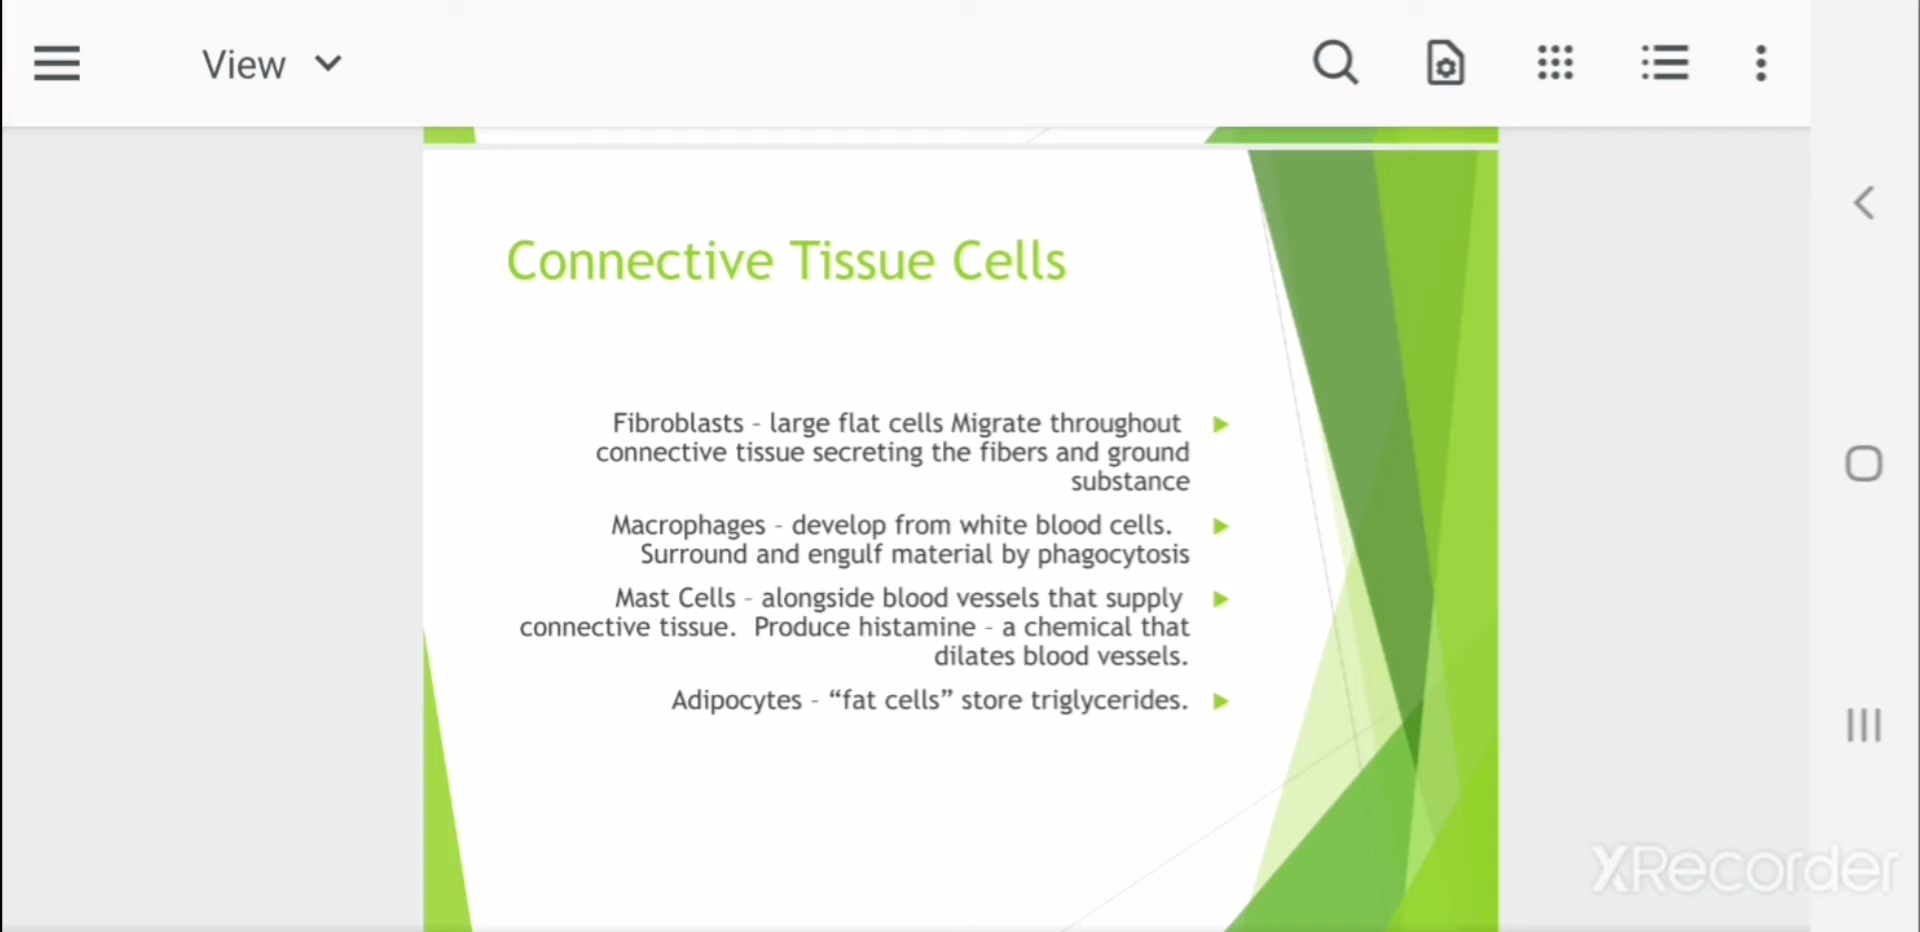 View
Connective Tissue Cells
Fibroblasts – large flat cells Migrate throughout
connective tissue secreting the fibers and ground
substance
Macrophages – develop from white blood cells.
Surround and engulf material by phagocytosis
Mast Cells – alongside blood vessels that supply
connective tissue.  Produce histamine – a chemical that
dilates blood vessels.
Adipocytes – “fat cells” store triglycerides.
XRecorder